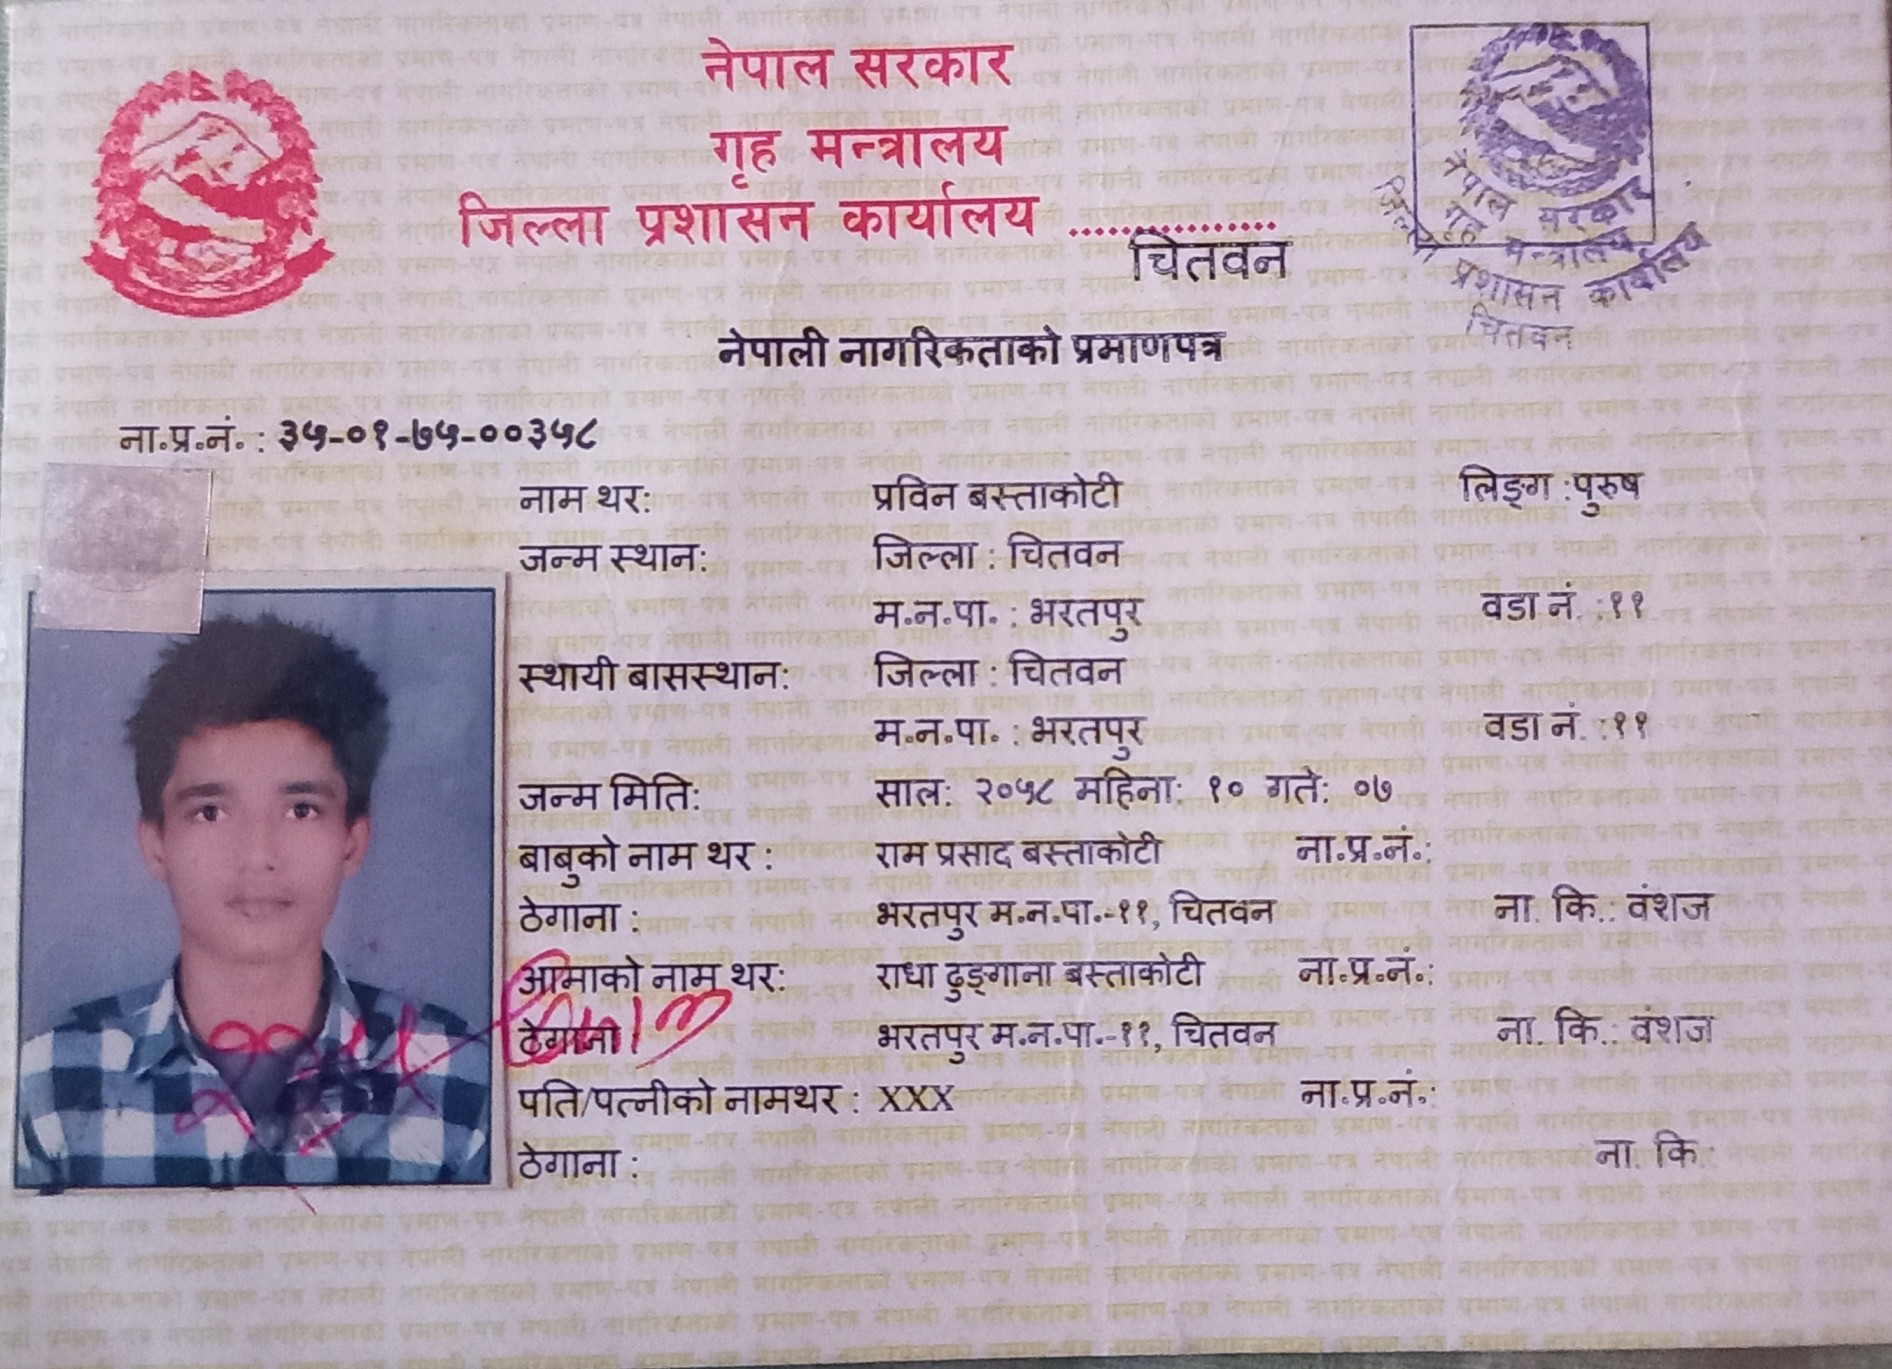 नेपाल सरकार
गृह मन्त्रालय
जिल्ला प्रशासन कार्यालय ................
चितवन
नेपाल सरकार
गृह मन्त्रालय
जिल्ला प्रशासन कार्यालय
चितवन
नेपाली नागरिकताको प्रमाणपत्र
ना.प्र.नं. : ३५-०१-७५-००३५८
नाम थर: प्रविन बस्ताकोटी लिङ्ग :पुरुष
जन्म स्थान: जिल्ला : चितवन
म.न.पा. : भरतपुर वडा नं. :११
स्थायी बासस्थान: जिल्ला : चितवन
म.न.पा. : भरतपुर वडा नं. :११
जन्म मिति: साल: २०५८ महिना: १० गते: ०७
बाबुको नाम थर : राम प्रसाद बस्ताकोटी ना.प्र.नं.:
ठेगाना : भरतपुर म.न.पा.-११, चितवन ना. कि.: वंशज
आमाको नाम थर: राधा ढुङ्गाना बस्ताकोटी ना.प्र.नं.:
ठेगाना : भरतपुर म.न.पा.-११, चितवन ना. कि.: वंशज
पति/पत्नीको नामथर : XXX ना.प्र.नं.:
ठेगाना : ना. कि.: